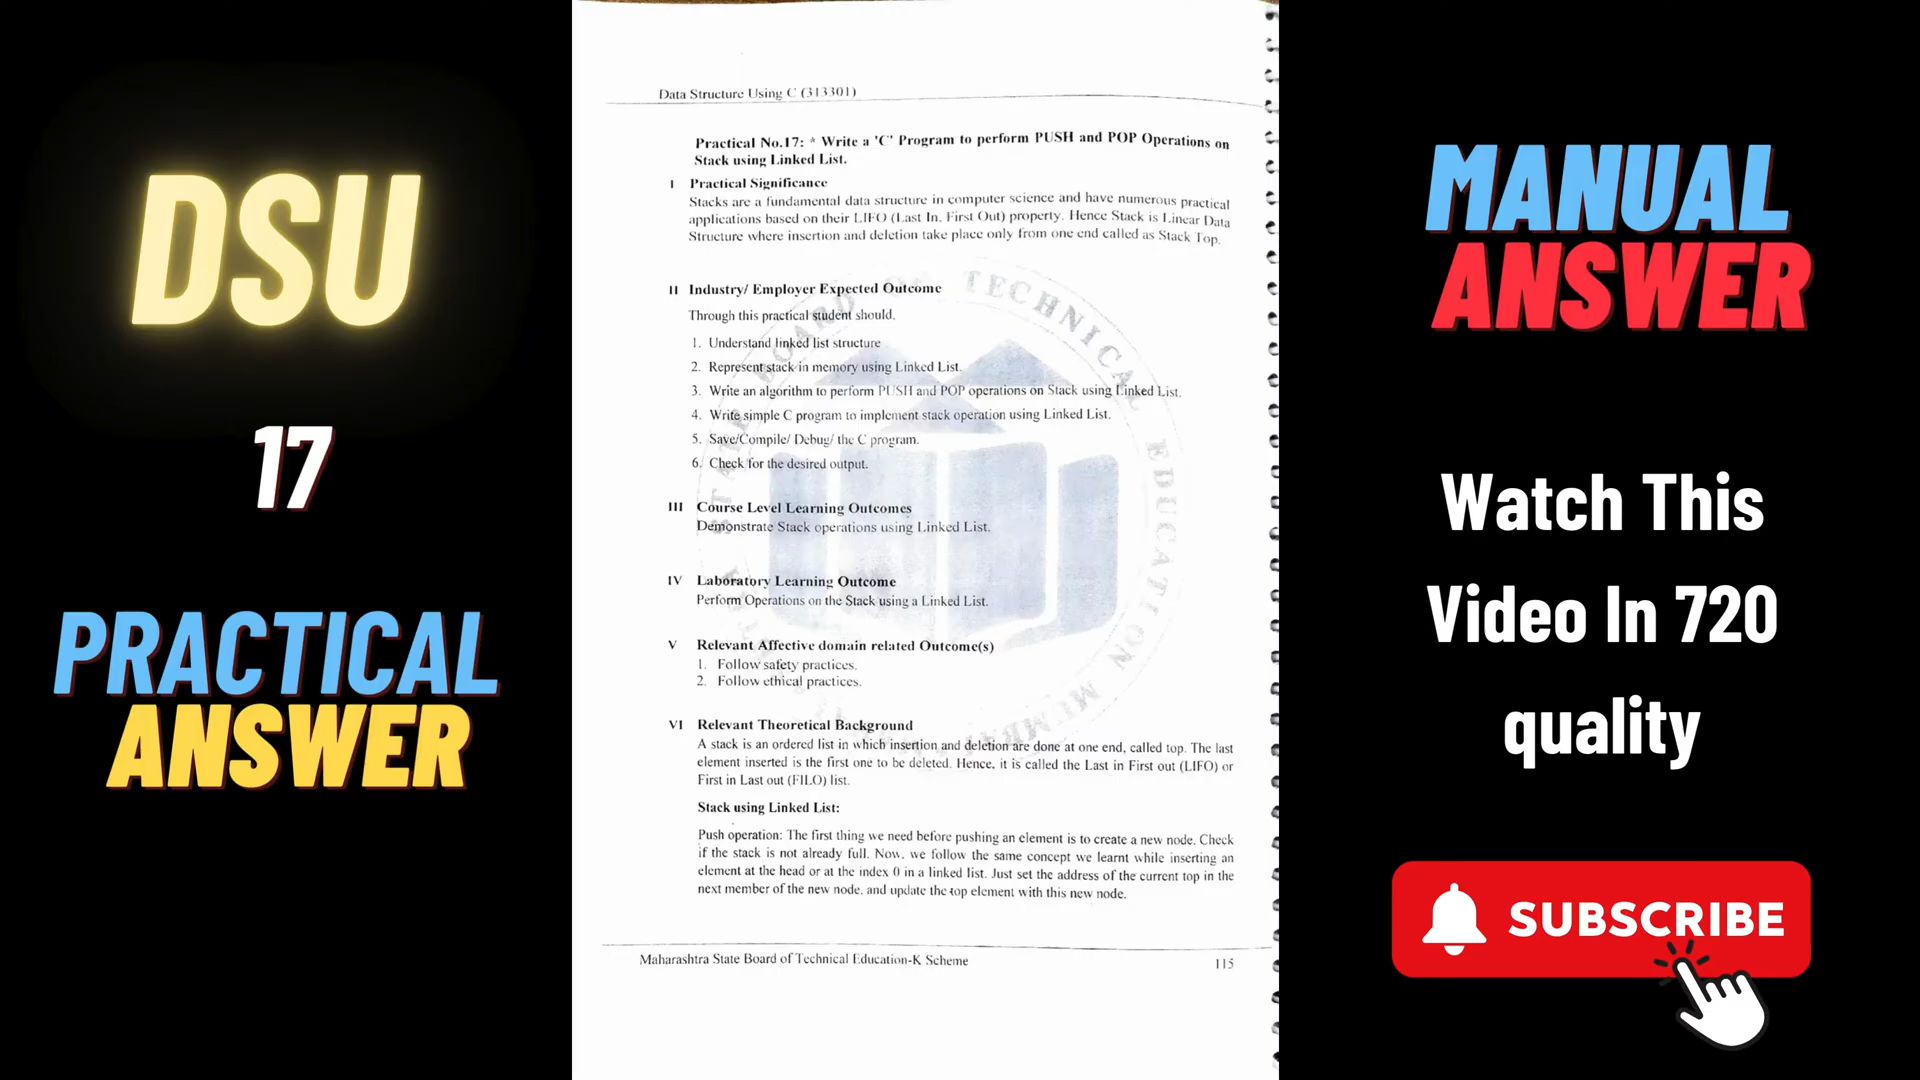 DSU
17
PRACTICAL
ANSWER
Data Structure Using C (313301)
Practical No.17: * Write a 'C' Program to perform PUSH and POP Operations on
Stack using Linked List.
I Practical Significance
Stacks are a fundamental data structure in computer science and have numerous practical
applications based on their LIFO (Last In, First Out) property. Hence Stack is Linear Data
Structure where insertion and deletion take place only from one end called as Stack Top.
II Industry/ Employer Expected Outcome
Through this practical student should.
1. Understand linked list structure
2. Represent stack in memory using Linked List.
3. Write an algorithm to perform PUSH and POP operations on Stack using Linked List.
4. Write simple C program to implement stack operation using Linked List.
5. Save/Compile/ Debug/ the C program.
6. Check for the desired output.
III Course Level Learning Outcomes
Demonstrate Stack operations using Linked List.
IV Laboratory Learning Outcome
Perform Operations on the Stack using a Linked List.
V Relevant Affective domain related Outcome(s)
1. Follow safety practices.
2. Follow ethical practices.
VI Relevant Theoretical Background
A stack is an ordered list in which insertion and deletion are done at one end, called top. The last
element inserted is the first one to be deleted. Hence, it is called the Last in First out (LIFO) or
First in Last out (FILO) list.
Stack using Linked List:
Push operation: The first thing we need before pushing an element is to create a new node. Check
if the stack is not already full. Now, we follow the same concept we learnt while inserting an
element at the head or at the index 0 in a linked list. Just set the address of the current top in the
next member of the new node, and update the top element with this new node.
Maharashtra State Board of Technical Education-K Scheme
115
MANUAL
ANSWER
Watch This
Video In 720
quality
SUBSCRIBE